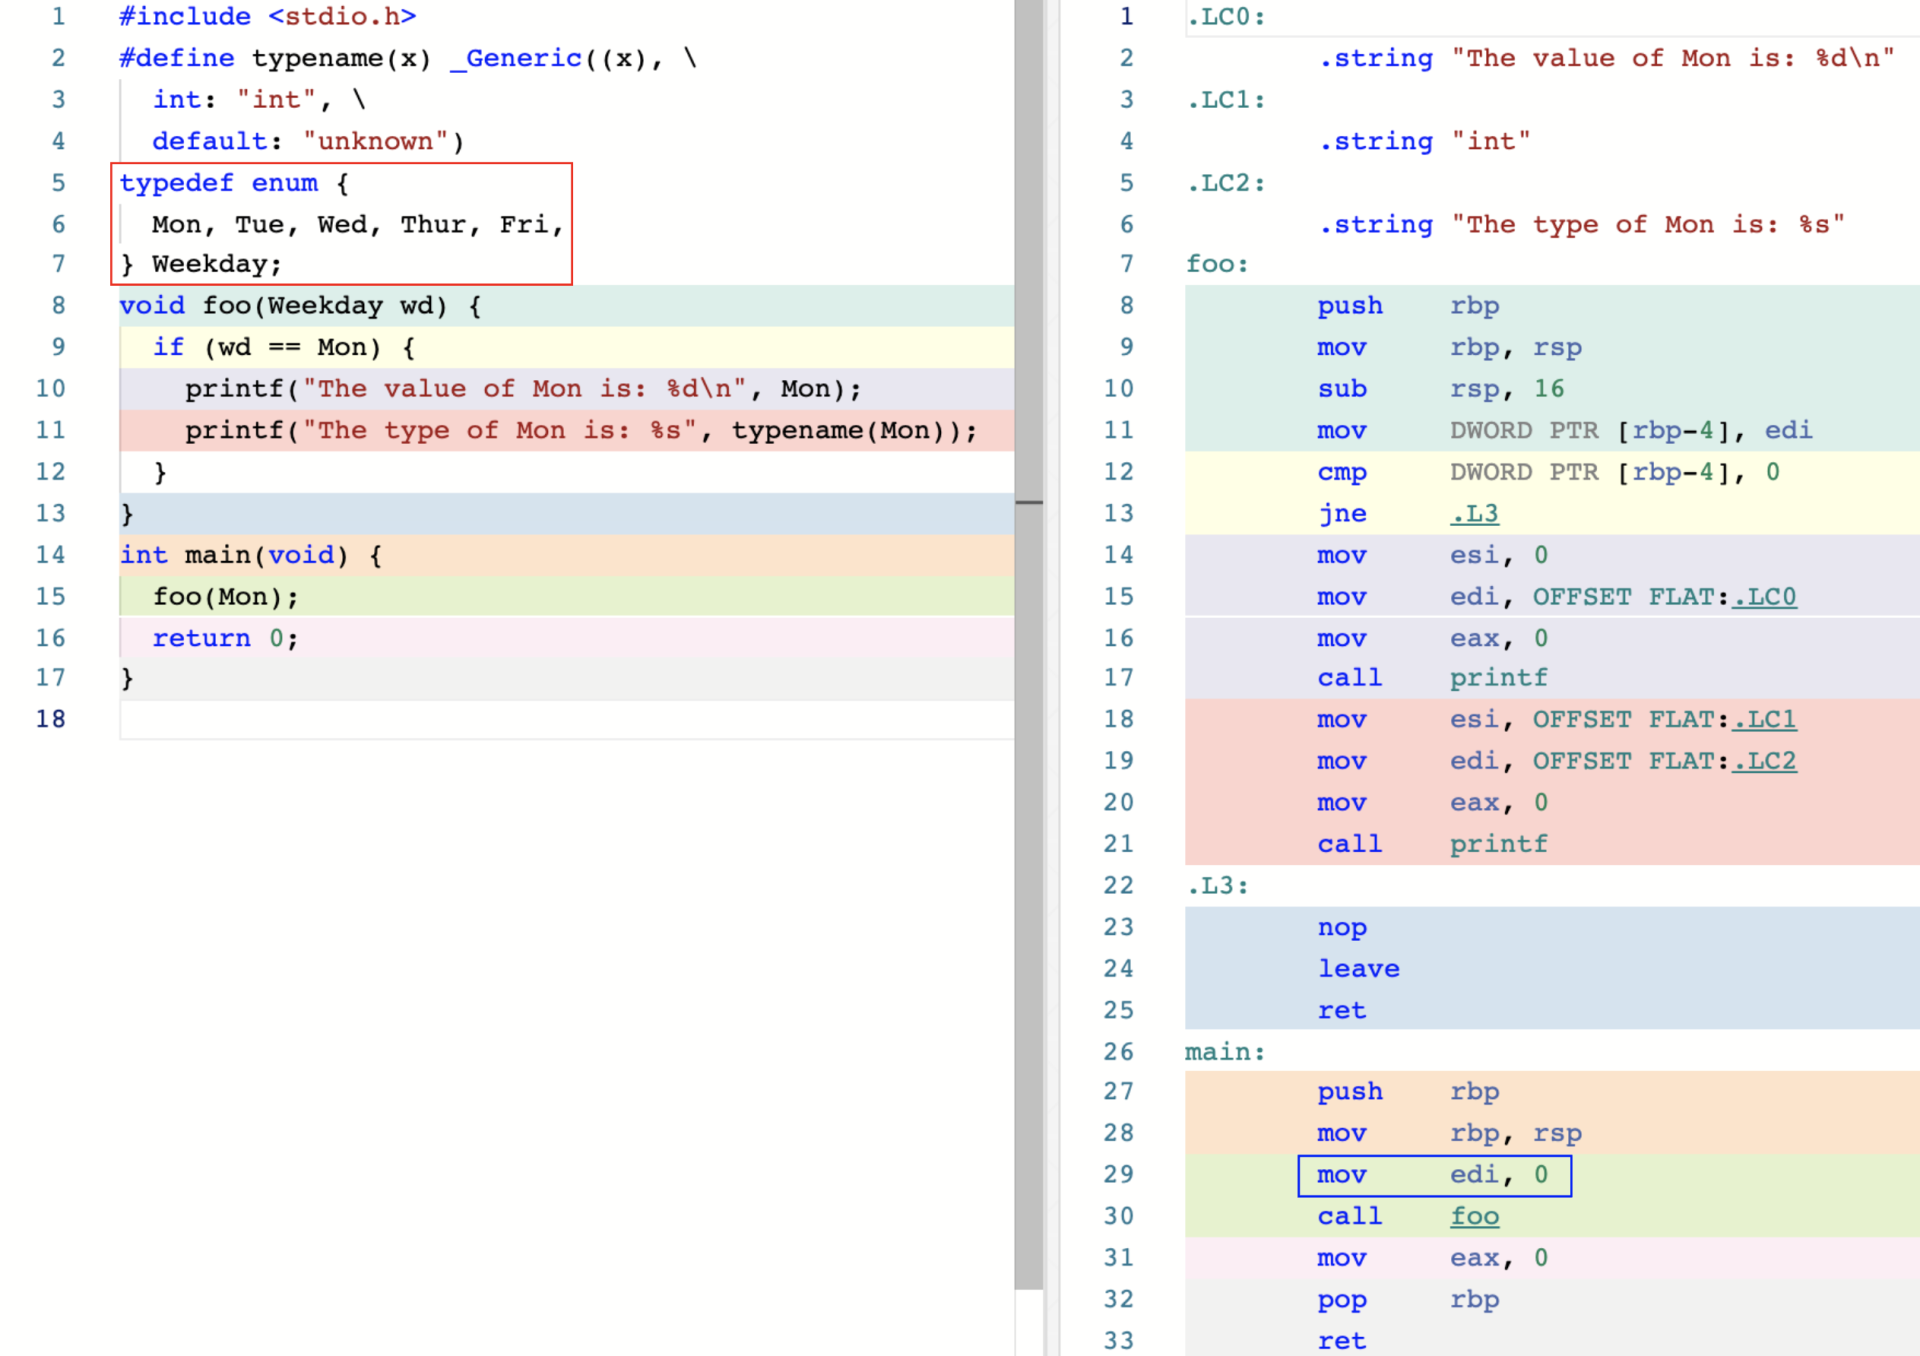 1 #include <stdio.h>
2 #define typename(x) _Generic((x), \
3 int: "int", \
4 default: "unknown")
5 typedef enum {
6 Mon, Tue, Wed, Thur, Fri,
7 } Weekday;
8 void foo(Weekday wd) {
9 if (wd == Mon) {
10 printf("The value of Mon is: %d\n", Mon);
11 printf("The type of Mon is: %s", typename(Mon));
12 }
13 }
14 int main(void) {
15 foo(Mon);
16 return 0;
17 }
18
1 .LC0:
2 .string "The value of Mon is: %d\n"
3 .LC1:
4 .string "int"
5 .LC2:
6 .string "The type of Mon is: %s"
7 foo:
8 push rbp
9 mov rbp, rsp
10 sub rsp, 16
11 mov DWORD PTR [rbp-4], edi
12 cmp DWORD PTR [rbp-4], 0
13 jne .L3
14 mov esi, 0
15 mov edi, OFFSET FLAT:.LC0
16 mov eax, 0
17 call printf
18 mov esi, OFFSET FLAT:.LC1
19 mov edi, OFFSET FLAT:.LC2
20 mov eax, 0
21 call printf
22 .L3:
23 nop
24 leave
25 ret
26 main:
27 push rbp
28 mov rbp, rsp
29 mov edi, 0
30 call foo
31 mov eax, 0
32 pop rbp
33 ret